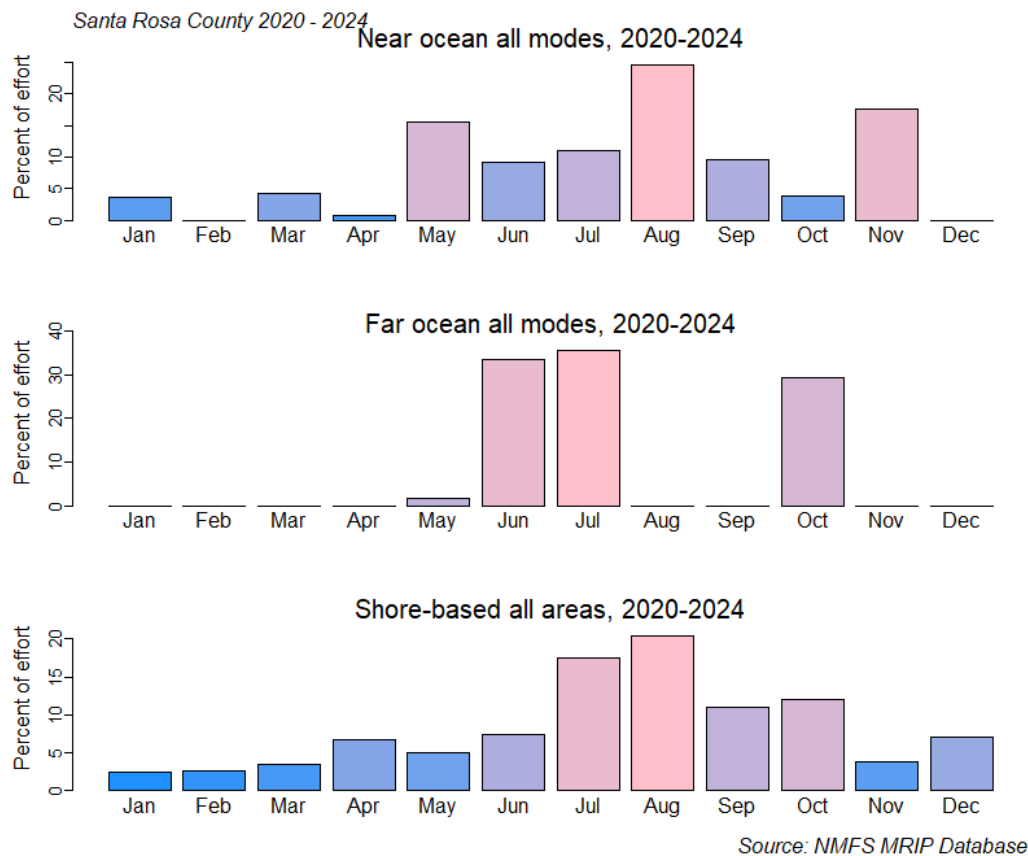 Santa Rosa County 2020 - 2024
Near ocean all modes, 2020-2024
Percent of effort
20
10
5
0
Jan Feb Mar Apr May Jun Jul Aug Sep Oct Nov Dec
Far ocean all modes, 2020-2024
Percent of effort
40
30
20
10
0
Jan Feb Mar Apr May Jun Jul Aug Sep Oct Nov Dec
Shore-based all areas, 2020-2024
Percent of effort
20
15
10
5
0
Jan Feb Mar Apr May Jun Jul Aug Sep Oct Nov Dec
Source: NMFS MRIP Database